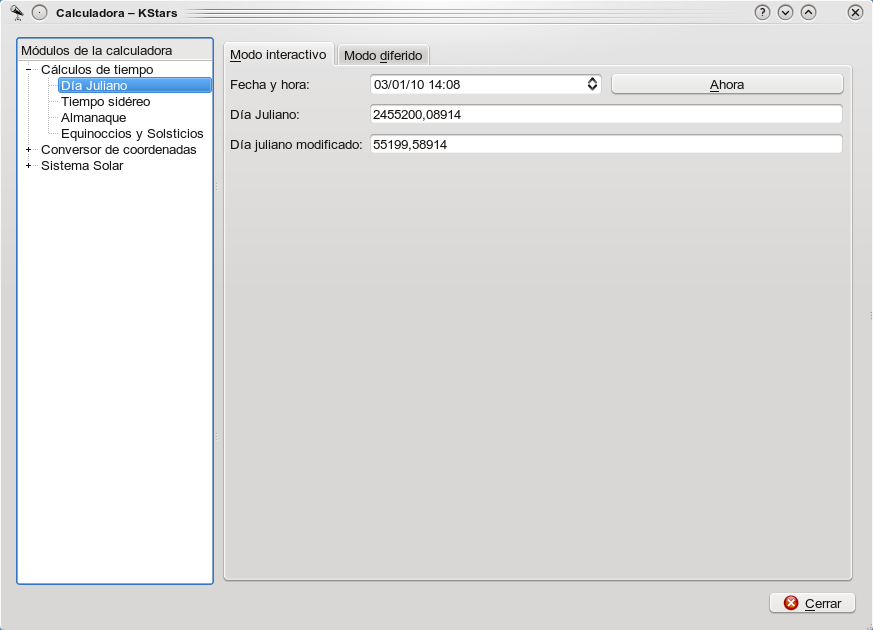 Calculadora – KStars
Módulos de la calculadora
Cálculos de tiempo
Día Juliano
Tiempo sidéreo
Almanaque
Equinoccios y Solsticios
Conversor de coordenadas
Sistema Solar
Modo interactivo
Modo diferido
Fecha y hora:
03/01/10 14:08
Ahora
Día Juliano:
2455200,08914
Día juliano modificado:
55199,58914
Cerrar